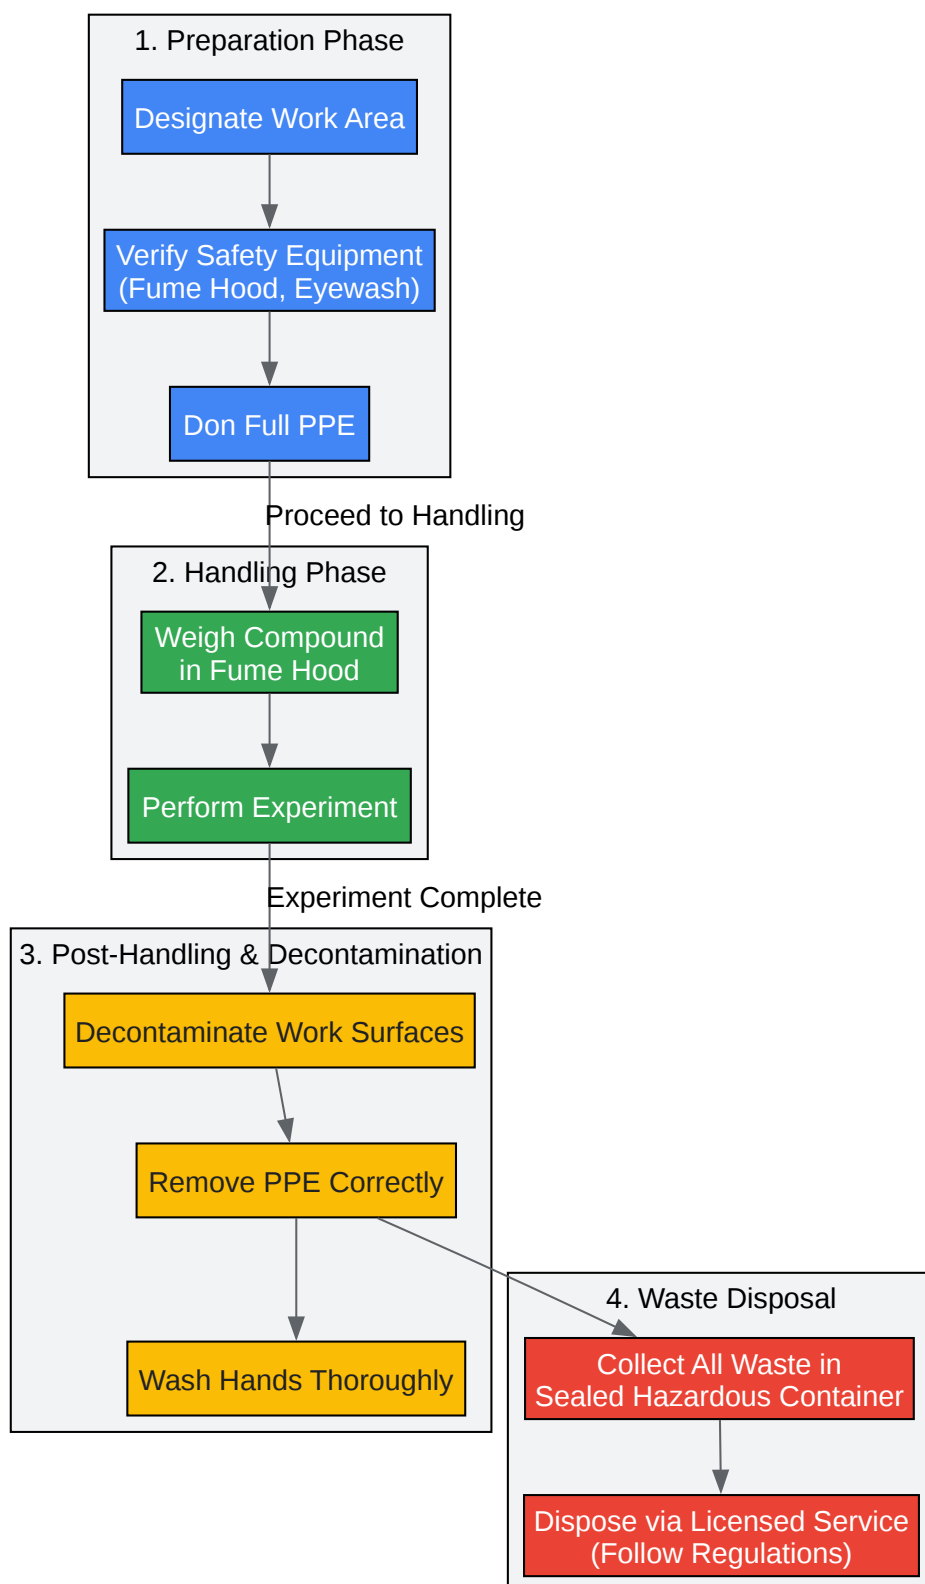 1. Preparation Phase
Designate Work Area
Verify Safety Equipment
(Fume Hood, Eyewash)
Don Full PPE
Proceed to Handling
2. Handling Phase
Weigh Compound
in Fume Hood
Perform Experiment
Experiment Complete
3. Post-Handling & Decontamination
Decontaminate Work Surfaces
Remove PPE Correctly
Wash Hands Thoroughly
4. Waste Disposal
Collect All Waste in
Sealed Hazardous Container
Dispose via Licensed Service
(Follow Regulations)